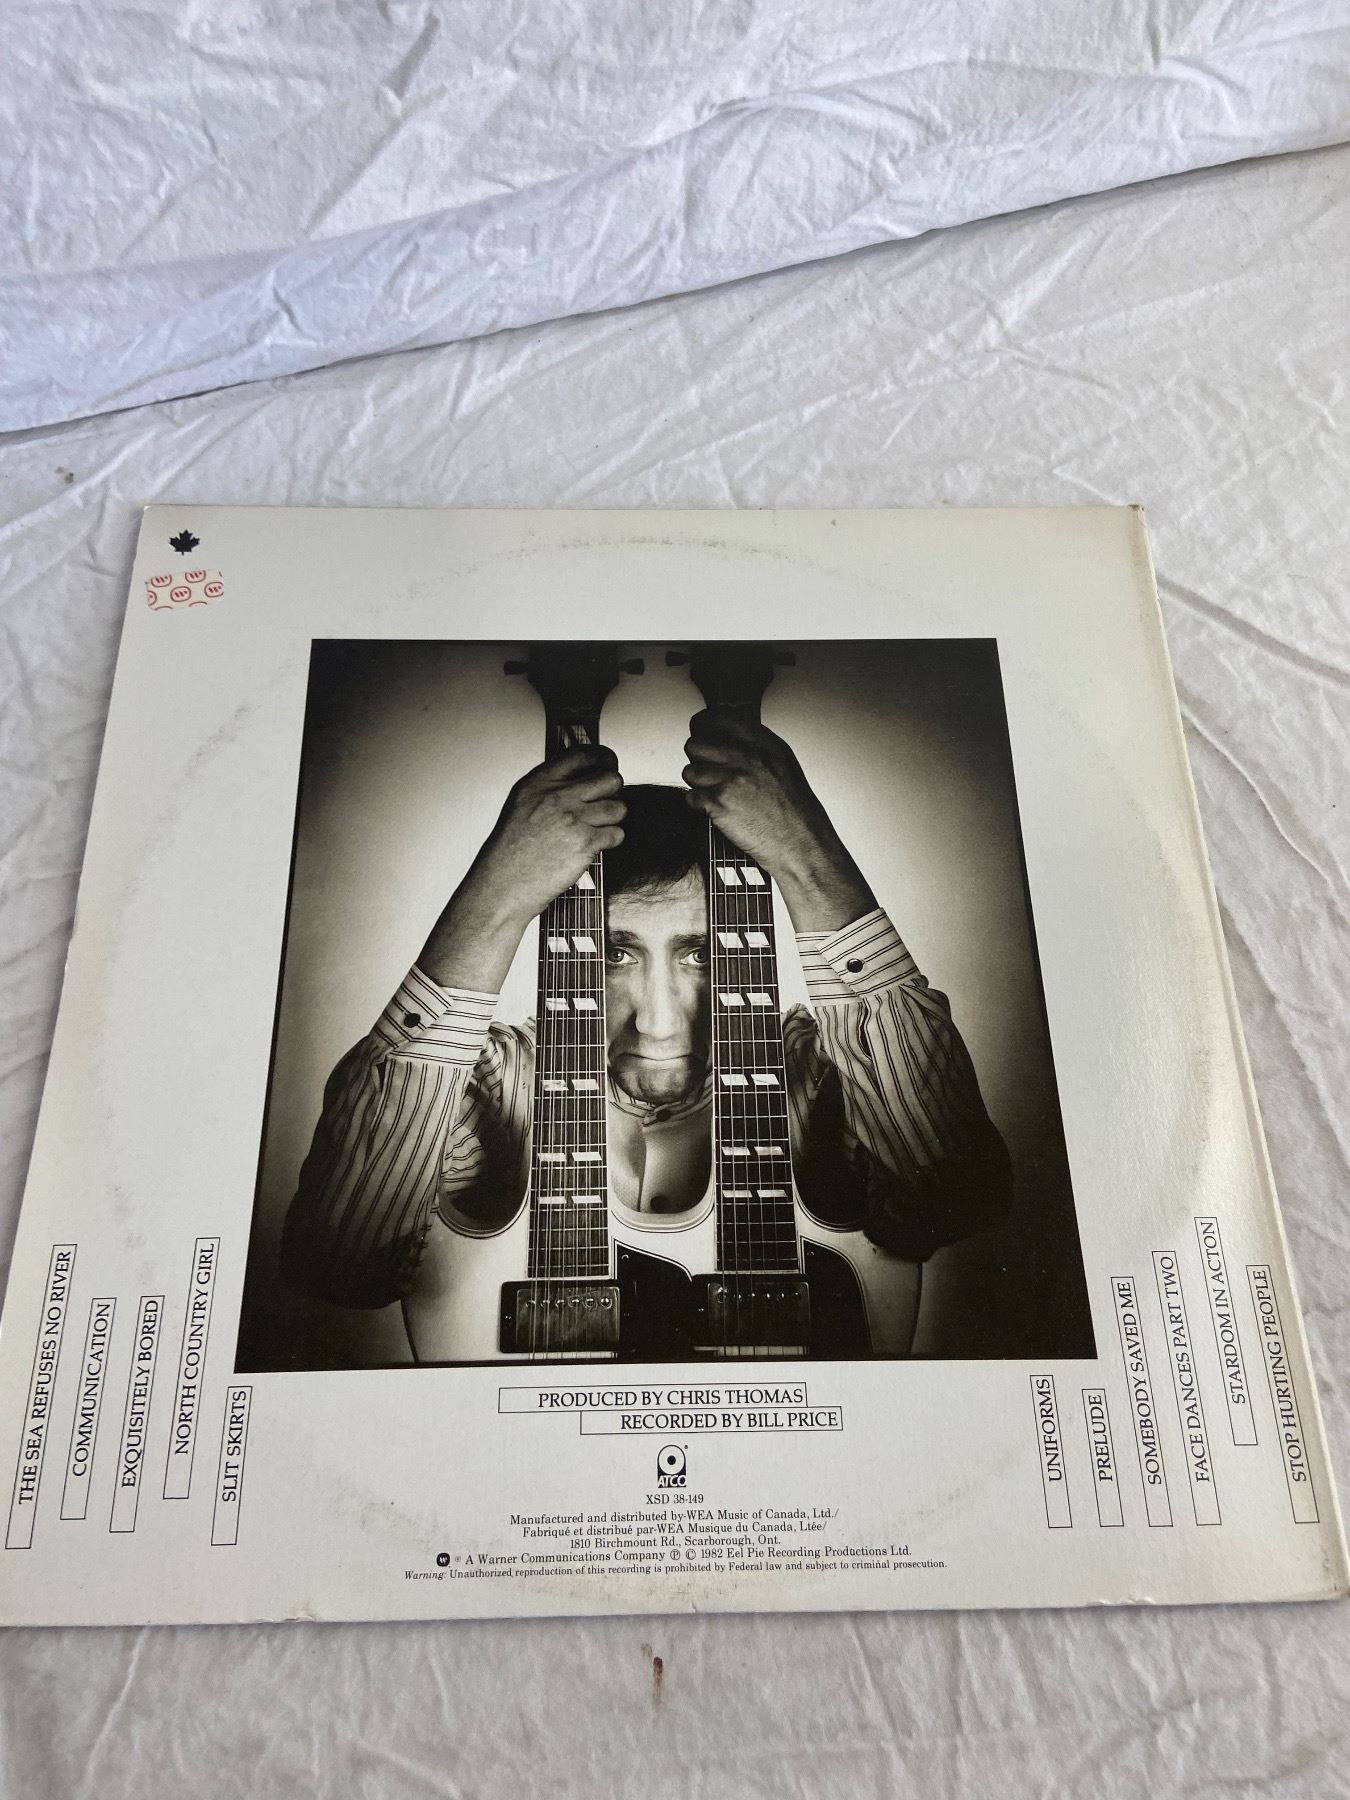 THE SEA REFUSES NO RIVER
COMMUNICATION
EXQUISITELY BORED
NORTH COUNTRY GIRL
SLIT SKIRTS
PRODUCED BY CHRIS THOMAS
RECORDED BY BILL PRICE
ATCO
XSD 38-149
Manufactured and distributed by WEA Music of Canada, Ltd./
Fabriqué et distribué par WEA Musique du Canada, Ltée/
1810 Birchmount Rd., Scarborough, Ont.
® A Warner Communications Company ℗ © 1982 Eel Pie Recording Productions Ltd.
Warning: Unauthorized reproduction of this recording is prohibited by Federal law and subject to criminal prosecution.
UNIFORMS
PRELUDE
SOMEBODY SAVED ME
FACE DANCES PART TWO
STARDOM IN ACTON
STOP HURTING PEOPLE